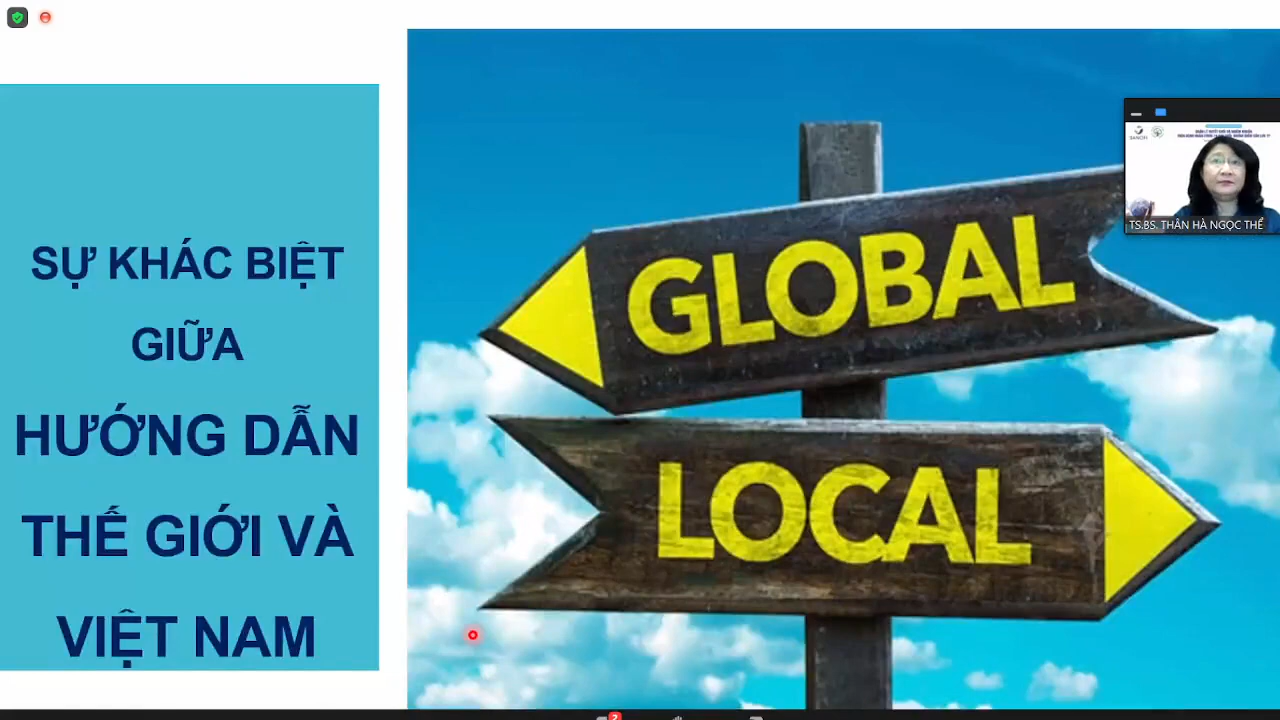 SỰ KHÁC BIỆT
GIỮA
HƯỚNG DẪN
THẾ GIỚI VÀ
VIỆT NAM
GLOBAL
LOCAL
TS.BS. THÂN HÀ NGỌC THỂ
2